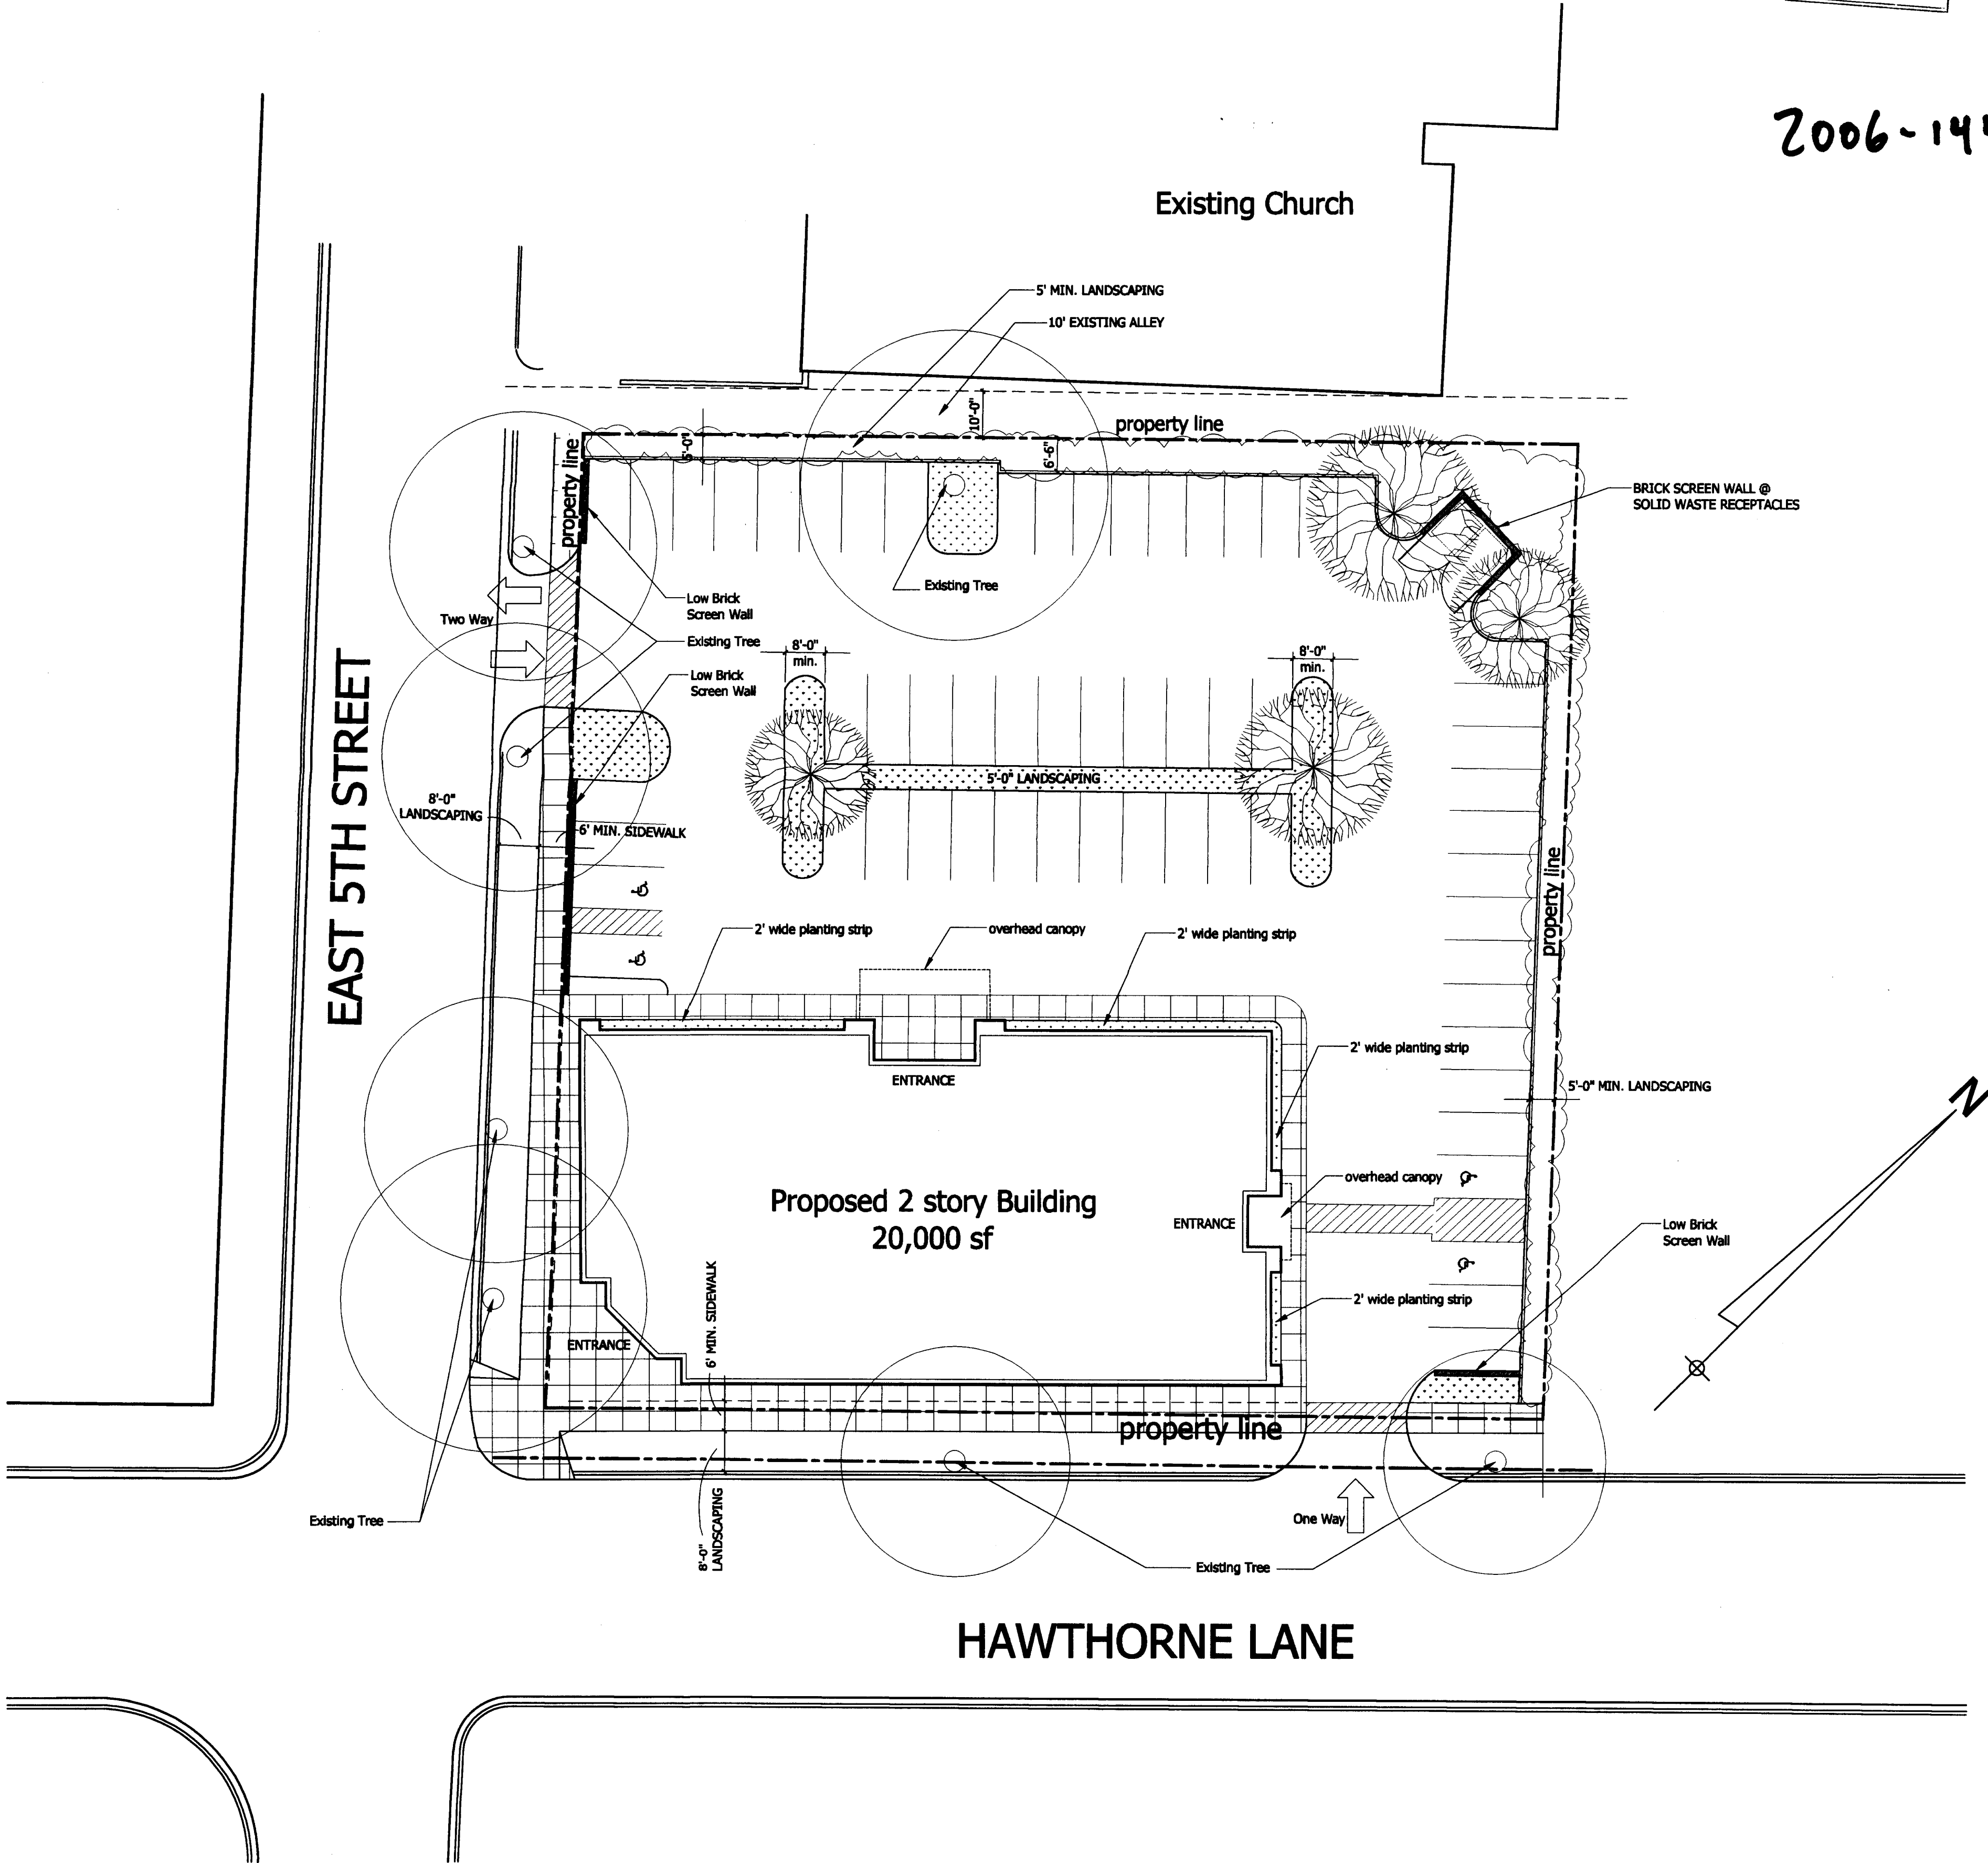 2006-14
Existing Church
5' MIN. LANDSCAPING
10' EXISTING ALLEY
10'-0"
property line
property line
5'-0"
6'-6"
BRICK SCREEN WALL @
SOLID WASTE RECEPTACLES
Existing Tree
Low Brick
Screen Wall
Two Way
Existing Tree
8'-0"
min.
8'-0"
min.
Low Brick
Screen Wall
EAST 5TH STREET
5'-0" LANDSCAPING
8'-0"
LANDSCAPING
6' MIN. SIDEWALK
property line
2' wide planting strip
overhead canopy
2' wide planting strip
2' wide planting strip
ENTRANCE
5'-0" MIN. LANDSCAPING
N
overhead canopy
Proposed 2 story Building
20,000 sf
ENTRANCE
Low Brick
Screen Wall
6' MIN. SIDEWALK
2' wide planting strip
ENTRANCE
property line
8'-0"
LANDSCAPING
Existing Tree
One Way
Existing Tree
HAWTHORNE LANE